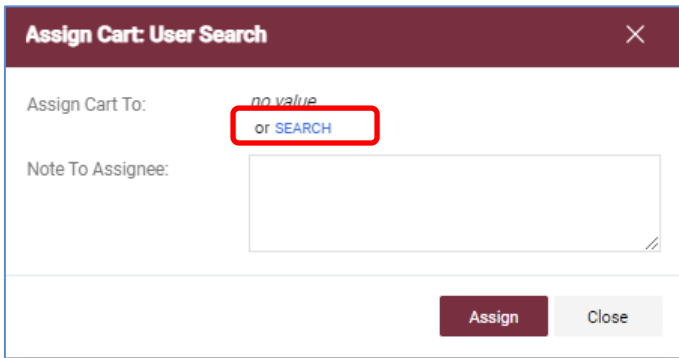 Assign Cart: User Search
Assign Cart To: no value
or SEARCH
Note To Assignee:
Assign Close